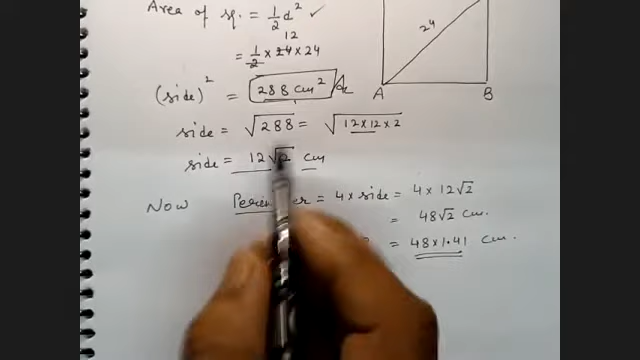 Area of sq. = 1/2 d² ✓
= 1/2 × 24 × 24
12
(side)² = 288 cm²
side = √288 = √12×12×2
side = 12√2 cm
Now Perimeter = 4 × side = 4 × 12√2
= 48√2 cm.
= 48×1.41 cm.
24
A B